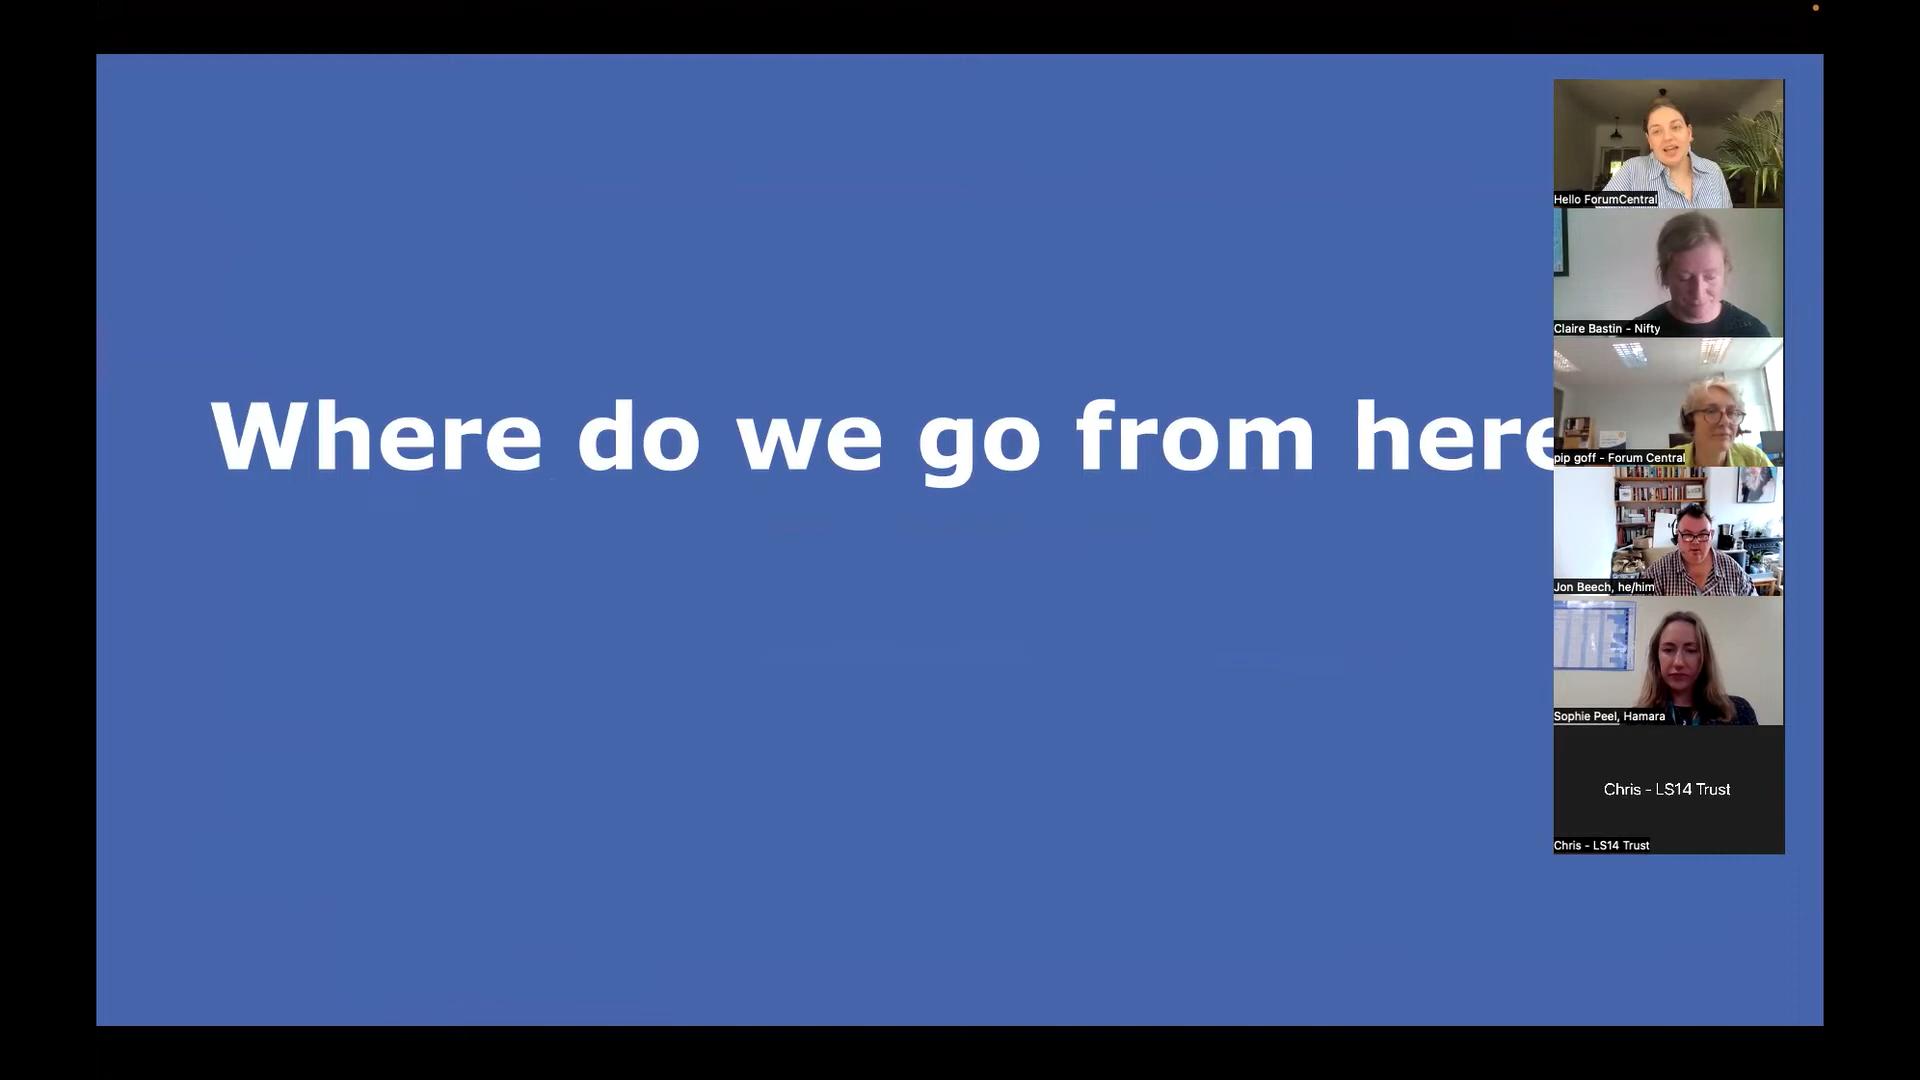 Where do we go from here
Hello ForumCentral
Claire Bastin - Nifty
pip goff - Forum Central
Jon Beech, he/him
Sophie Peel, Hamara
Chris - LS14 Trust
Chris - LS14 Trust